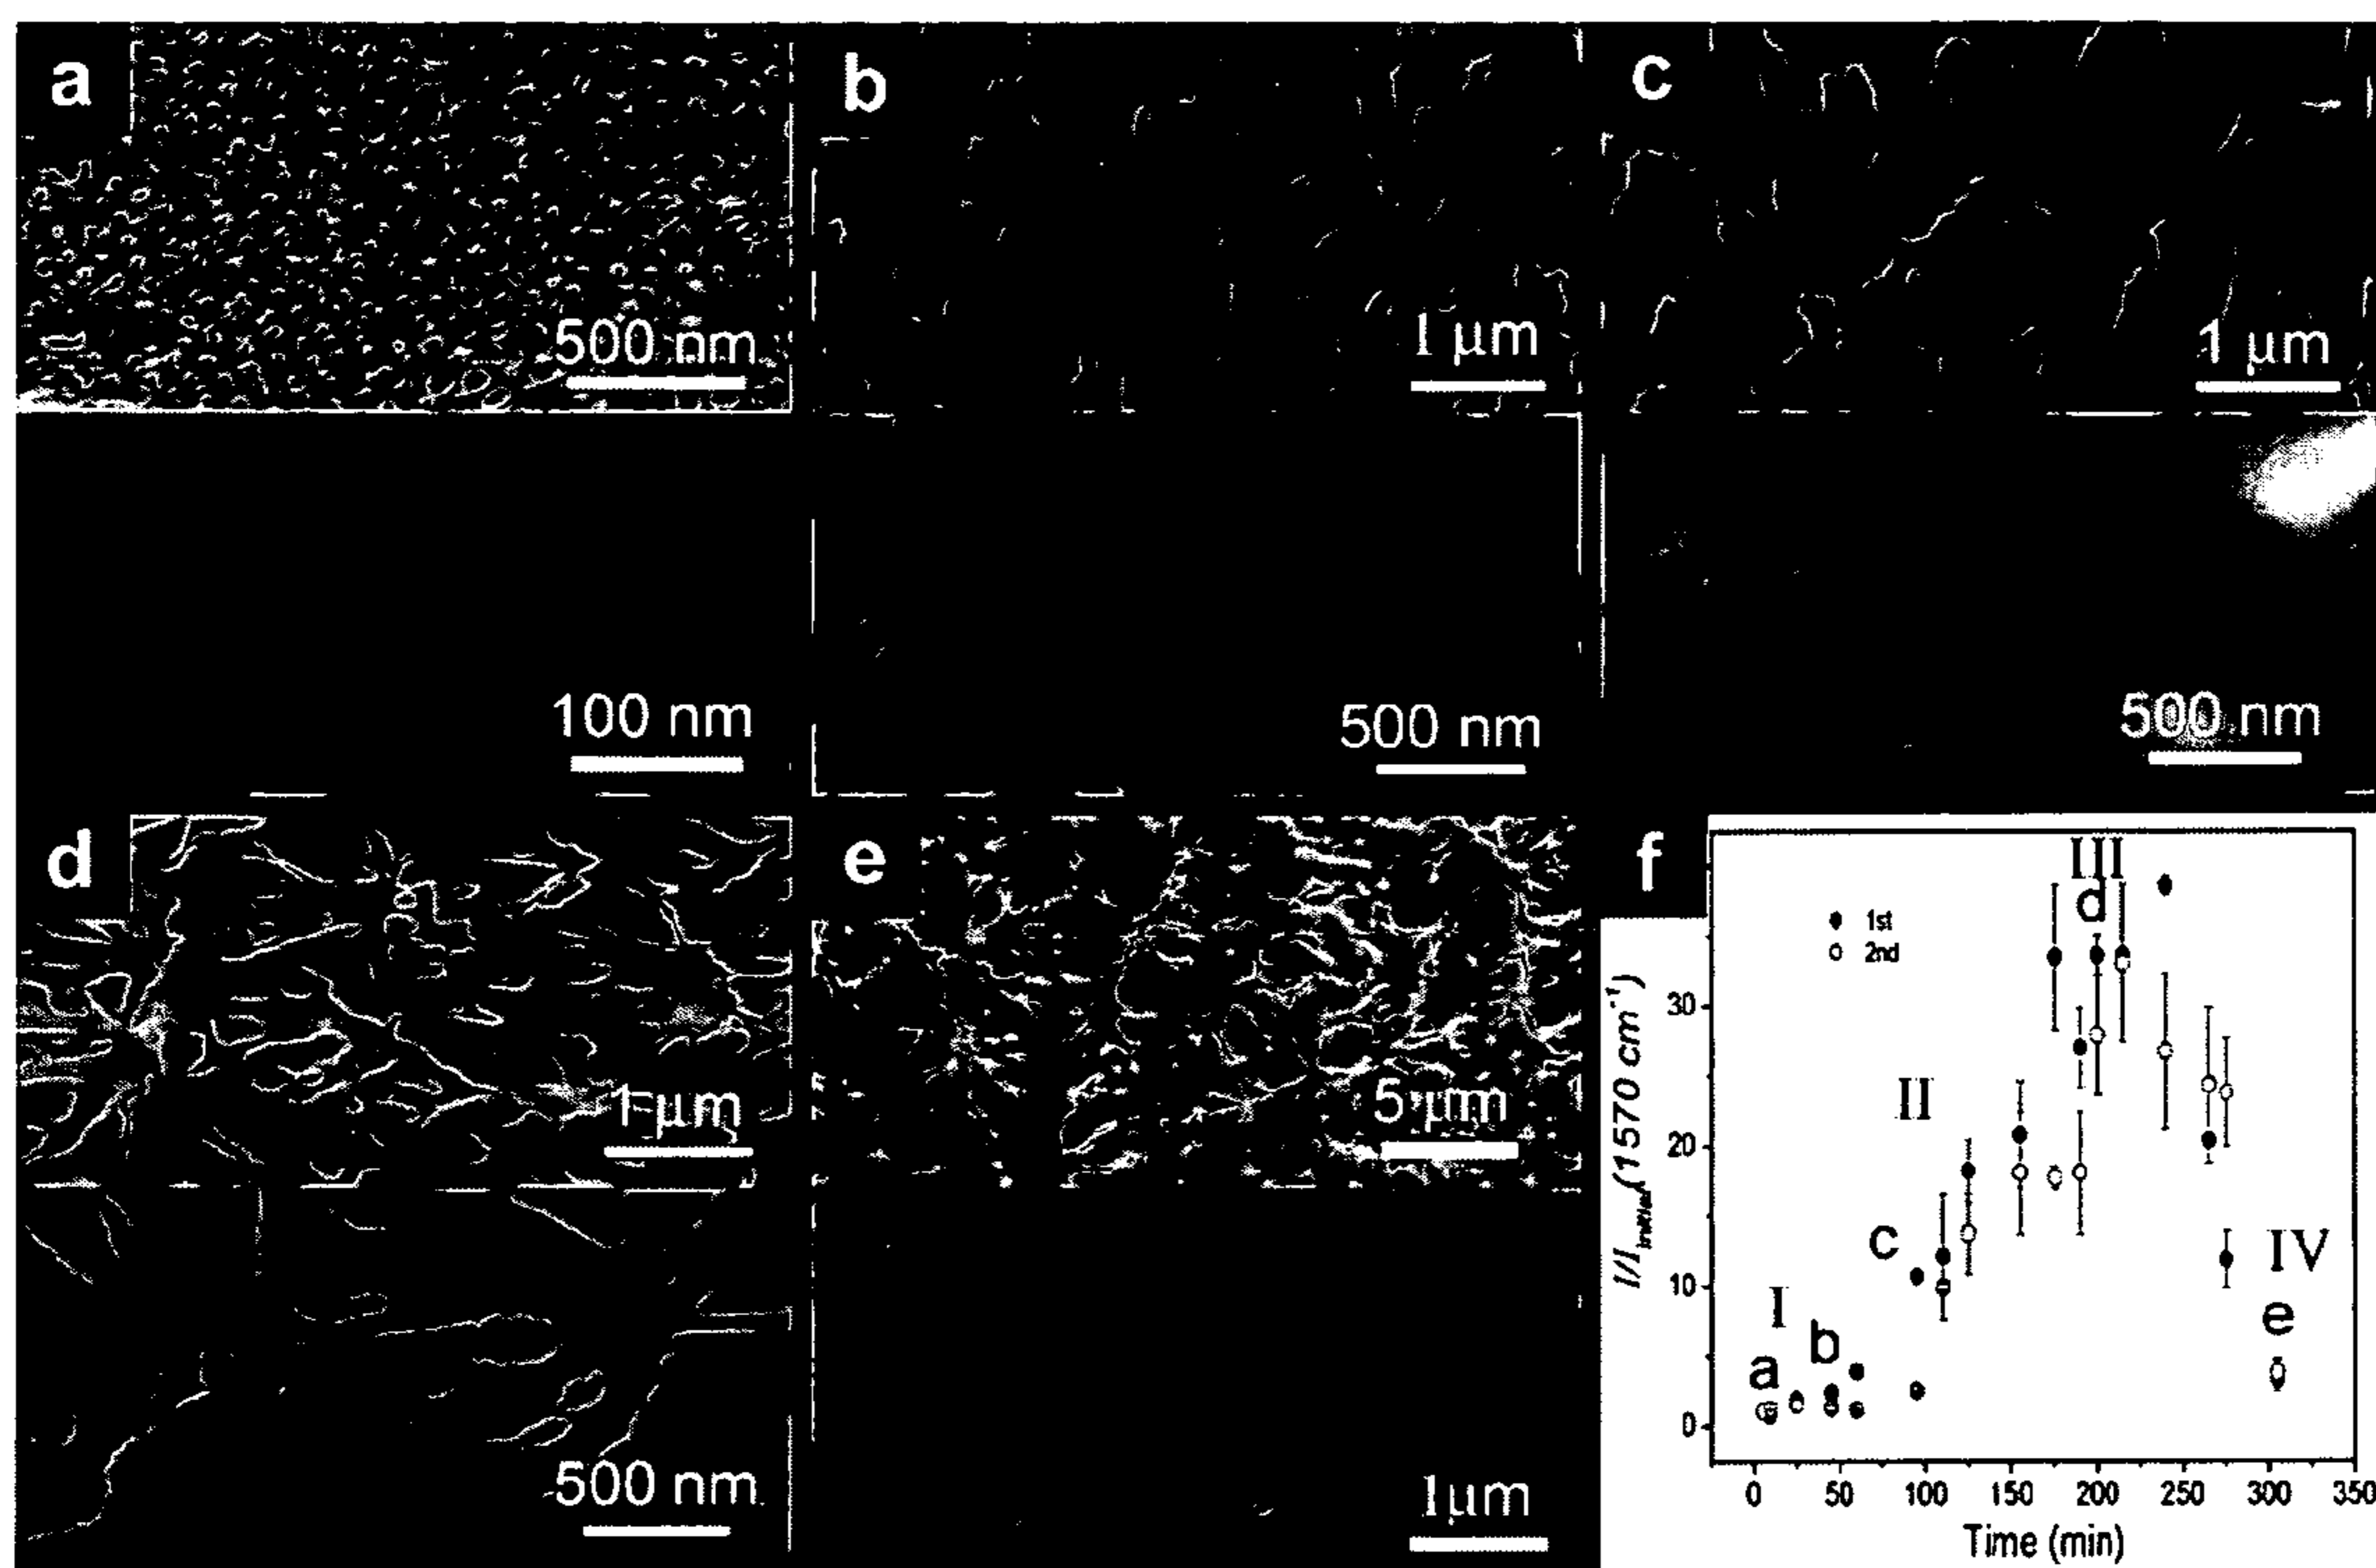 a
b
c
500 nm
1 μm
1 μm
100 nm
500 nm
500 nm
d
e
f
1 μm
5 μm
500 nm
1μm
III
d
1st
2nd
II
c
I
b
a
IV
e
I/I initial (1570 cm⁻¹)
30
20
10
0
0 50 100 150 200 250 300 350
Time (min)